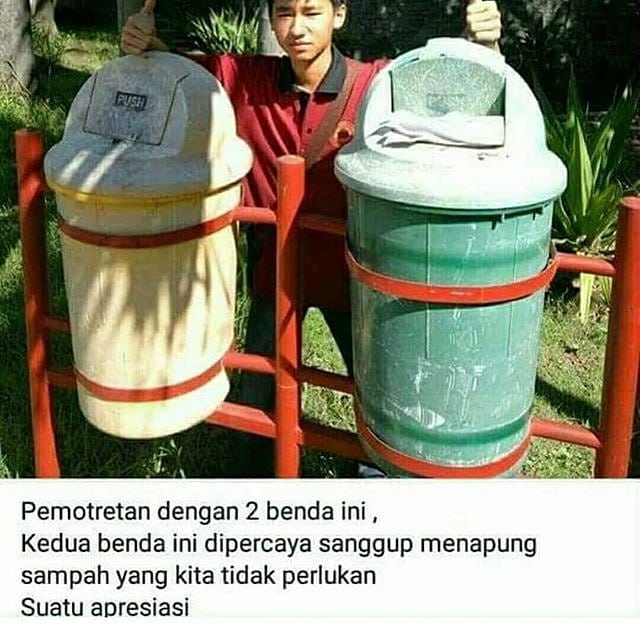 PUSH
Pemotretan dengan 2 benda ini ,
Kedua benda ini dipercaya sanggup menapung
sampah yang kita tidak perlukan
Suatu apresiasi